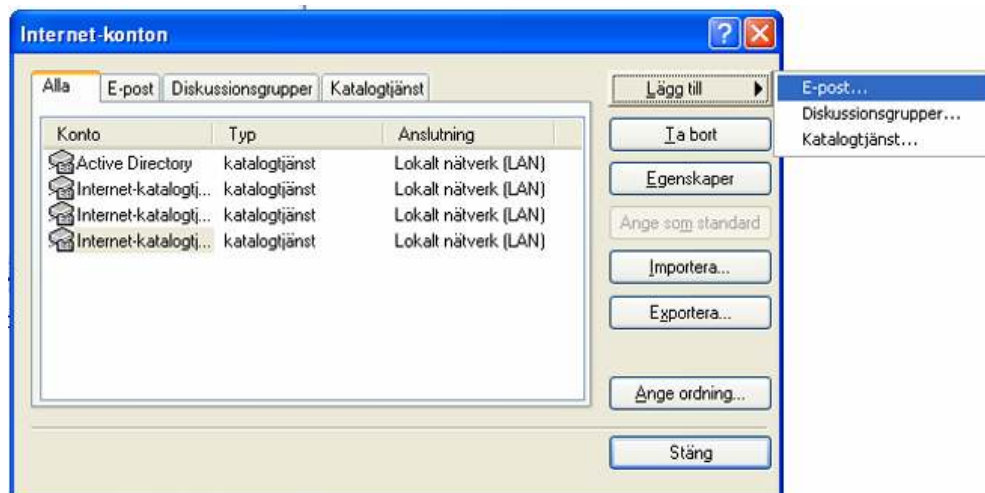 Internet-konton
Alla E-post Diskussionsgrupper Katalogtjänst
Konto Typ Anslutning
Active Directory katalogtjänst Lokalt nätverk (LAN)
Internet-katalogtj... katalogtjänst Lokalt nätverk (LAN)
Internet-katalogtj... katalogtjänst Lokalt nätverk (LAN)
Internet-katalogtj... katalogtjänst Lokalt nätverk (LAN)
Lägg till
Ta bort
Egenskaper
Ange som standard
Importera...
Exportera...
Ange ordning...
Stäng
E-post...
Diskussionsgrupper...
Katalogtjänst...